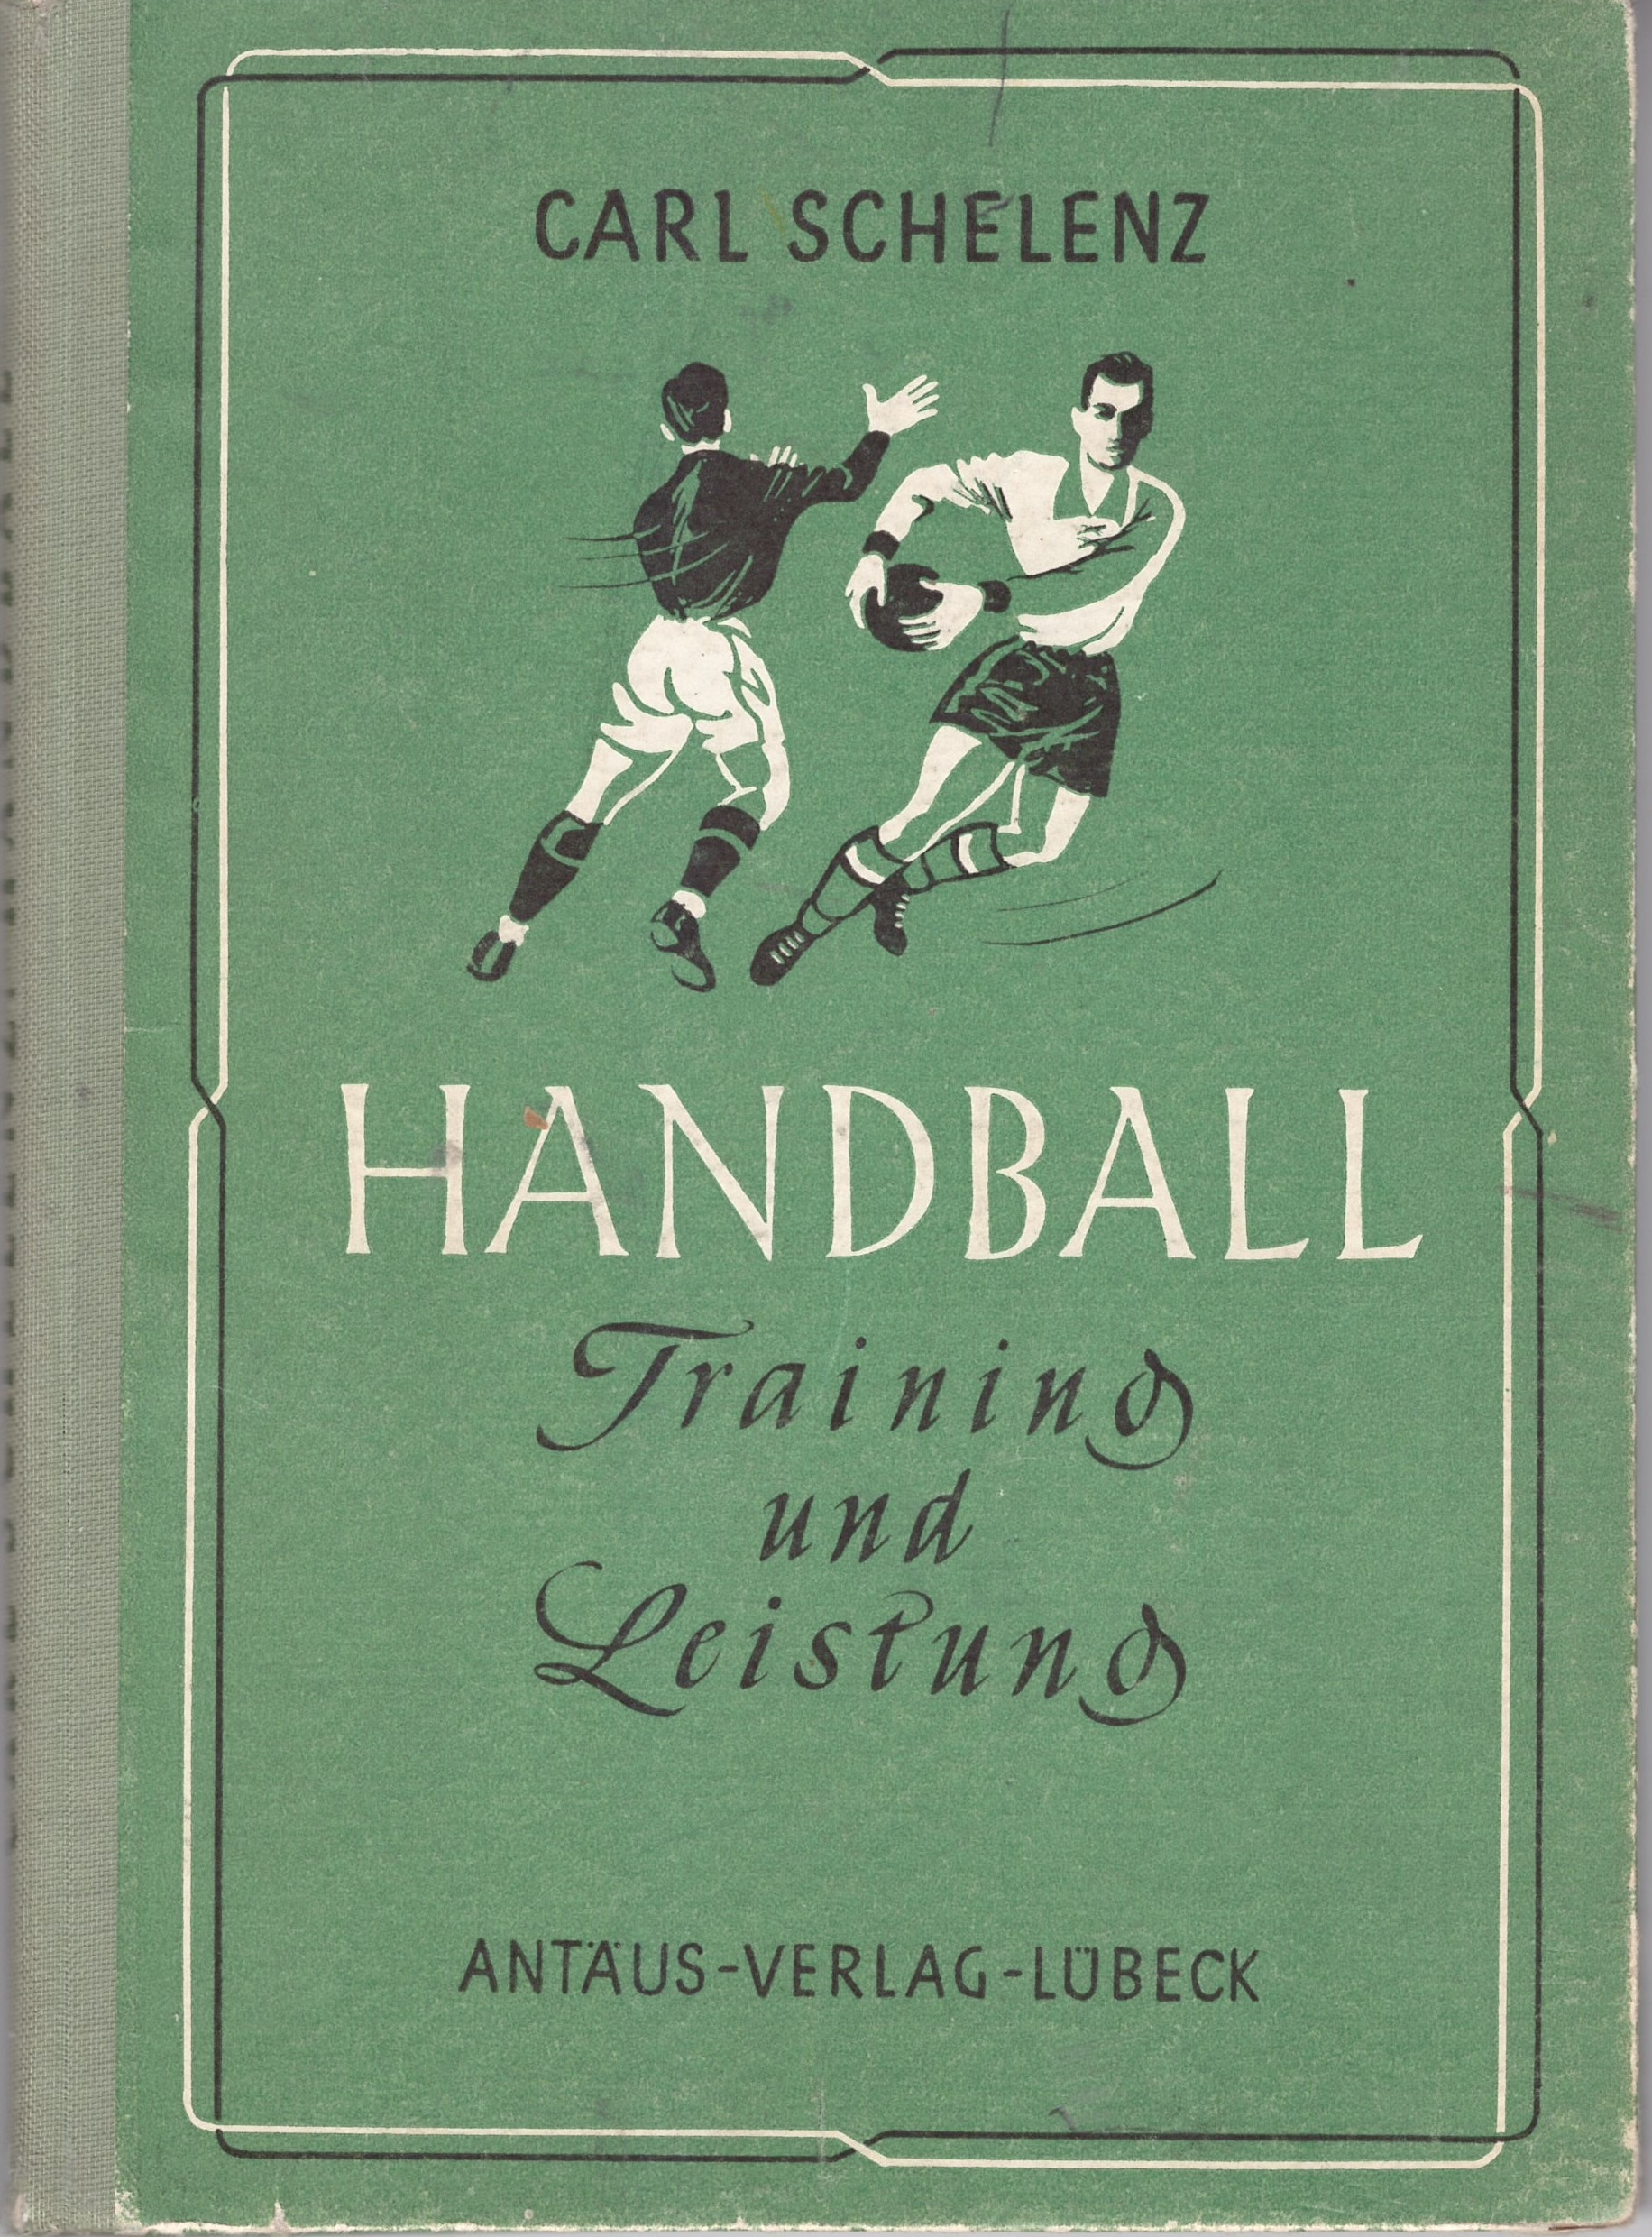 CARL SCHELENZ
HANDBALL
Training
und
Leistung
ANTÄUS-VERLAG-LÜBECK